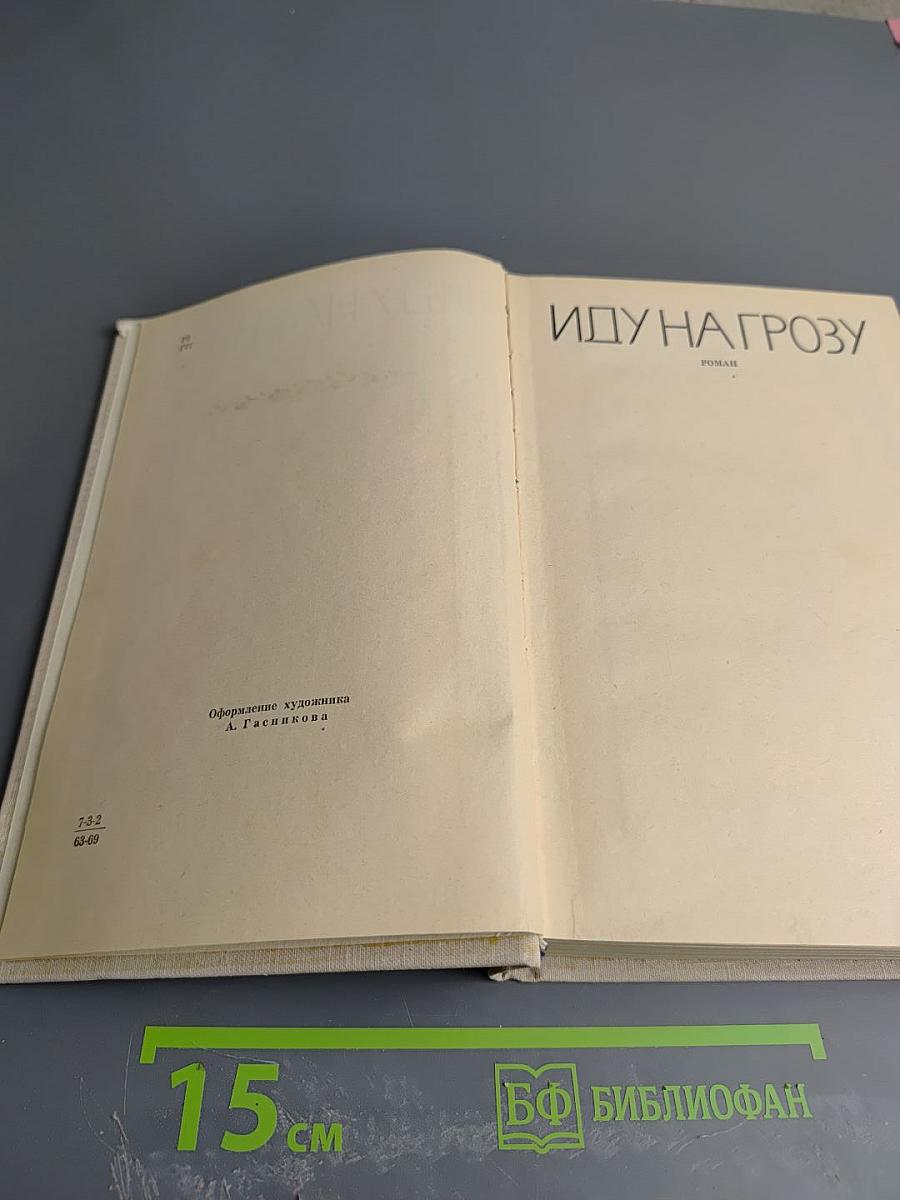 Оформление художника
А. Гасникова
7-3-2
63-69
ИДУ НА ГРОЗУ
РОМАН
15 СМ
БФ БИБЛИОФАН